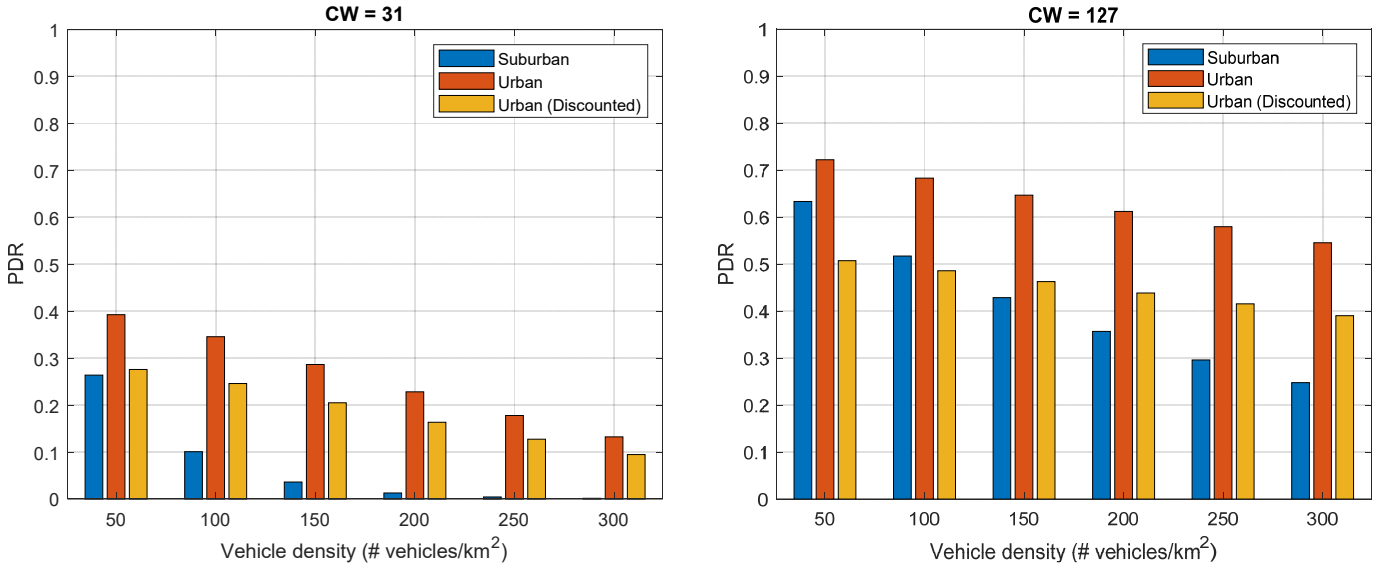 CW = 31
1
0.9
0.8
0.7
0.6
0.5
0.4
0.3
0.2
0.1
0
PDR
Suburban
Urban
Urban (Discounted)
50 100 150 200 250 300
Vehicle density (# vehicles/km²)
CW = 127
1
0.9
0.8
0.7
0.6
0.5
0.4
0.3
0.2
0.1
0
PDR
Suburban
Urban
Urban (Discounted)
50 100 150 200 250 300
Vehicle density (# vehicles/km²)